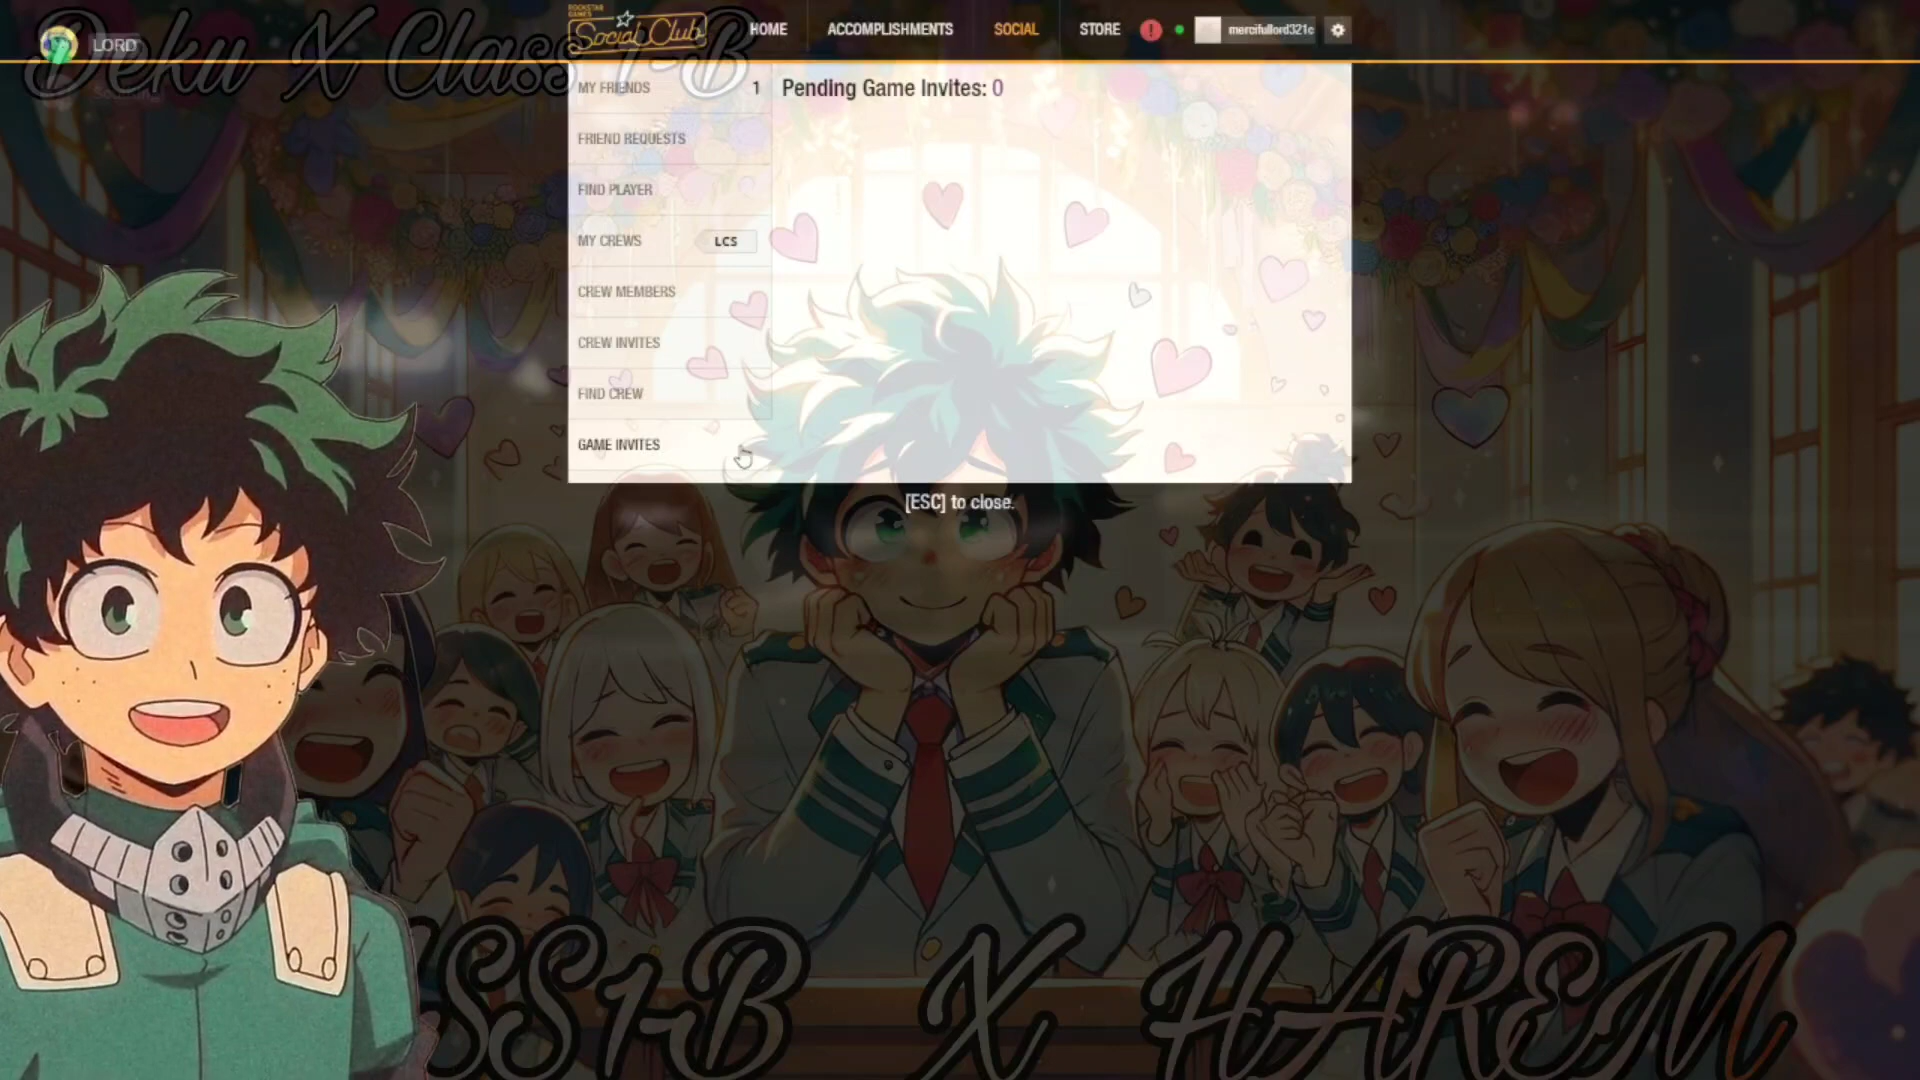 Deku X Class 1-B
LORD
ROCKSTAR
GAMES
Social Club
HOME
ACCOMPLISHMENTS
SOCIAL
STORE
!
mercifullord321c
MY FRIENDS 1
Pending Game Invites: 0
FRIEND REQUESTS
FIND PLAYER
MY CREWS LCS
CREW MEMBERS
CREW INVITES
FIND CREW
GAME INVITES
[ESC] to close.
SS1-B X HAREM